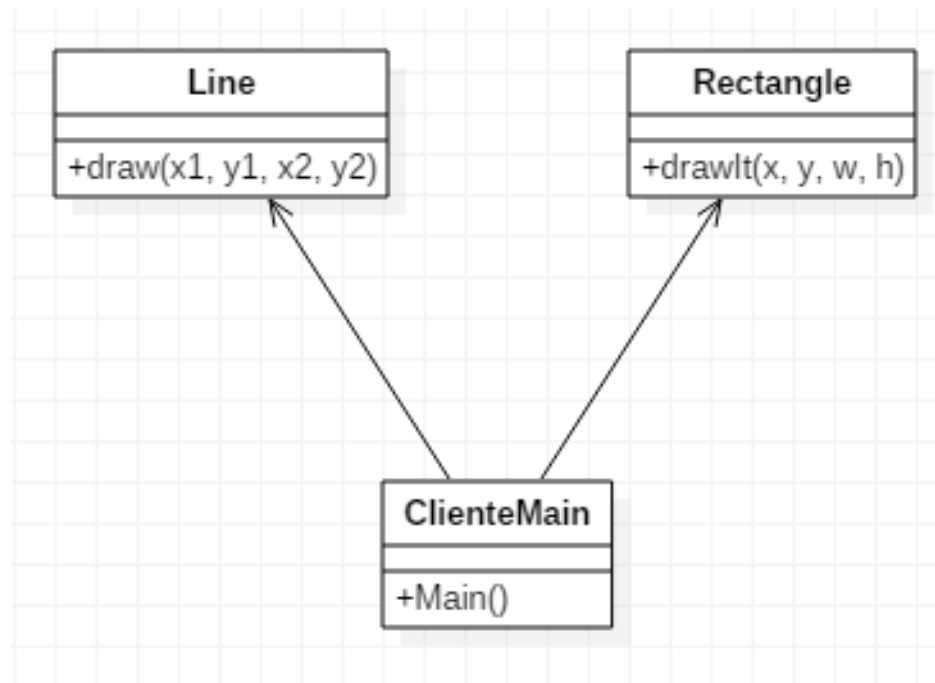 Line
+draw(x1, y1, x2, y2)
Rectangle
+drawIt(x, y, w, h)
ClienteMain
+Main()